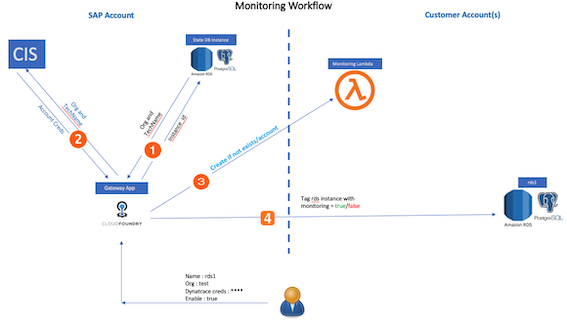 Monitoring Workflow
SAP Account
Customer Account(s)
State DB Instance
CIS
Amazon RDS
PostgreSQL
Monitoring Lambda
Org and
TechName
Account Creds
2
Org and
TechName
Instance_id
1
Create if not exists/account
3
Gateway App
CLOUDFOUNDRY
4
Tag rds instance with
monitoring = true/false
rds1
Amazon RDS
PostgreSQL
Name : rds1
Org : test
Dynatrace creds : ****
Enable : true